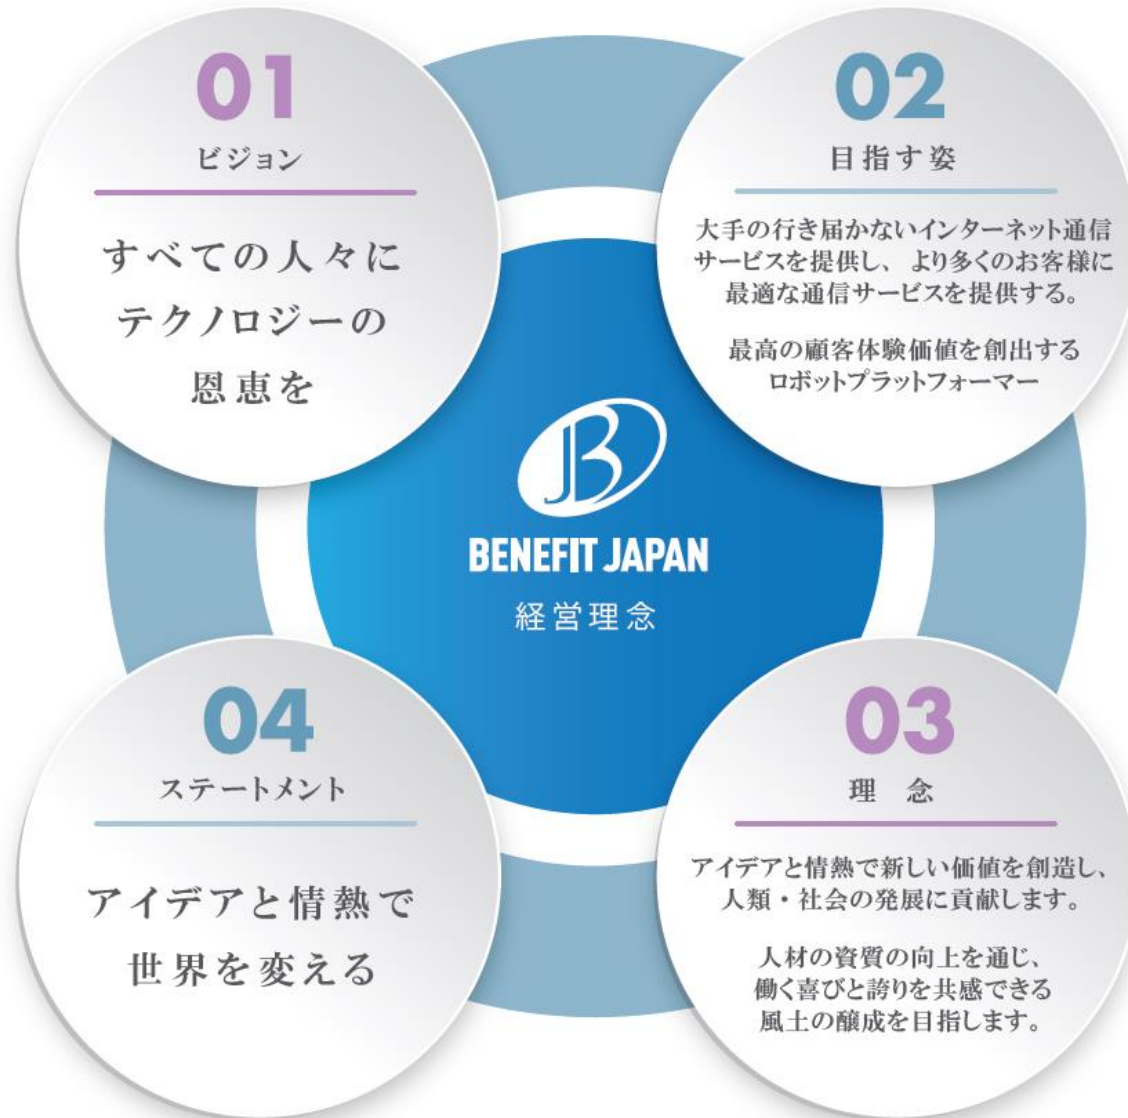 01
ビジョン
すべての人々に
テクノロジーの
恩恵を
02
目指す姿
大手の行き届かないインターネット通信
サービスを提供し、より多くのお客様に
最適な通信サービスを提供する。
最高の顧客体験価値を創出する
ロボットプラットフォーマー
JB
BENEFIT JAPAN
経営理念
03
理 念
アイデアと情熱で新しい価値を創造し、
人類・社会の発展に貢献します。
人材の資質の向上を通じ、
働く喜びと誇りを共感できる
風土の醸成を目指します。
04
ステートメント
アイデアと情熱で
世界を変える